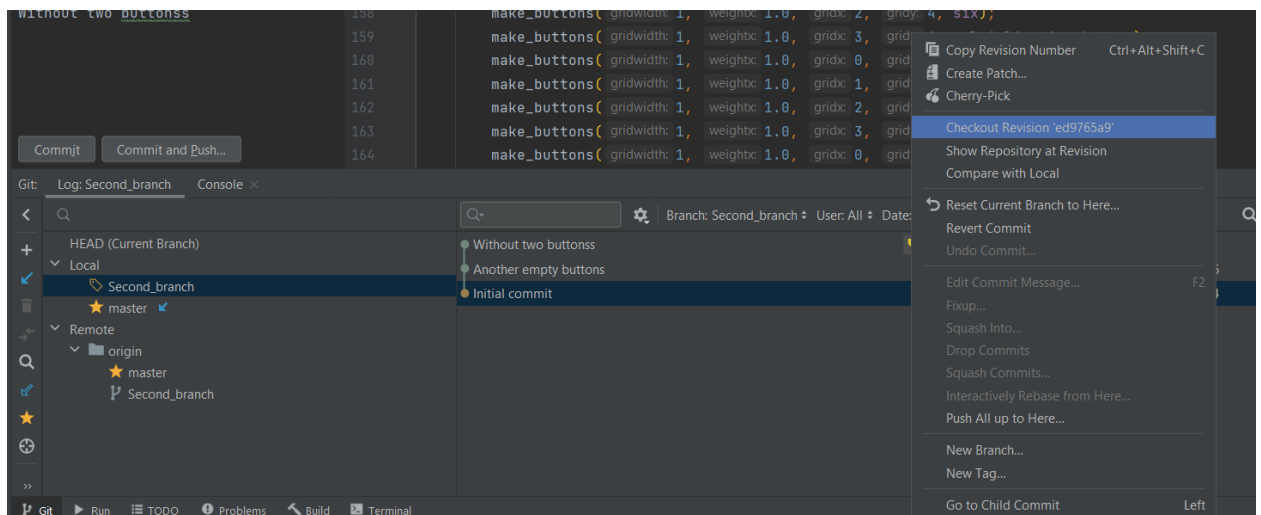 Without two buttonss
158 make_buttons( gridwidth: 1, weightx: 1.0, gridx: 2, gridy: 4, six);
159 make_buttons( gridwidth: 1, weightx: 1.0, gridx: 3,
160 make_buttons( gridwidth: 1, weightx: 1.0, gridx: 0, grid
161 make_buttons( gridwidth: 1, weightx: 1.0, gridx: 1, grid
162 make_buttons( gridwidth: 1, weightx: 1.0, gridx: 2, grid
163 make_buttons( gridwidth: 1, weightx: 1.0, gridx: 3, grid
164 make_buttons( gridwidth: 1, weightx: 1.0, gridx: 0, grid
Commit Commit and Push...
Git: Log: Second_branch Console
Branch: Second_branch User: All Date:
HEAD (Current Branch)
Local
Second_branch
master
Remote
origin
master
Second_branch
Without two buttonss
Another empty buttons
Initial commit
Copy Revision Number Ctrl+Alt+Shift+C
Create Patch...
Cherry-Pick
Checkout Revision 'ed9765a9'
Show Repository at Revision
Compare with Local
Reset Current Branch to Here...
Revert Commit
Undo Commit...
Edit Commit Message... F2
Fixup...
Squash Into...
Drop Commits
Squash Commits...
Interactively Rebase from Here...
Push All up to Here...
New Branch...
New Tag...
Go to Child Commit Left
Git Run TODO Problems Build Terminal